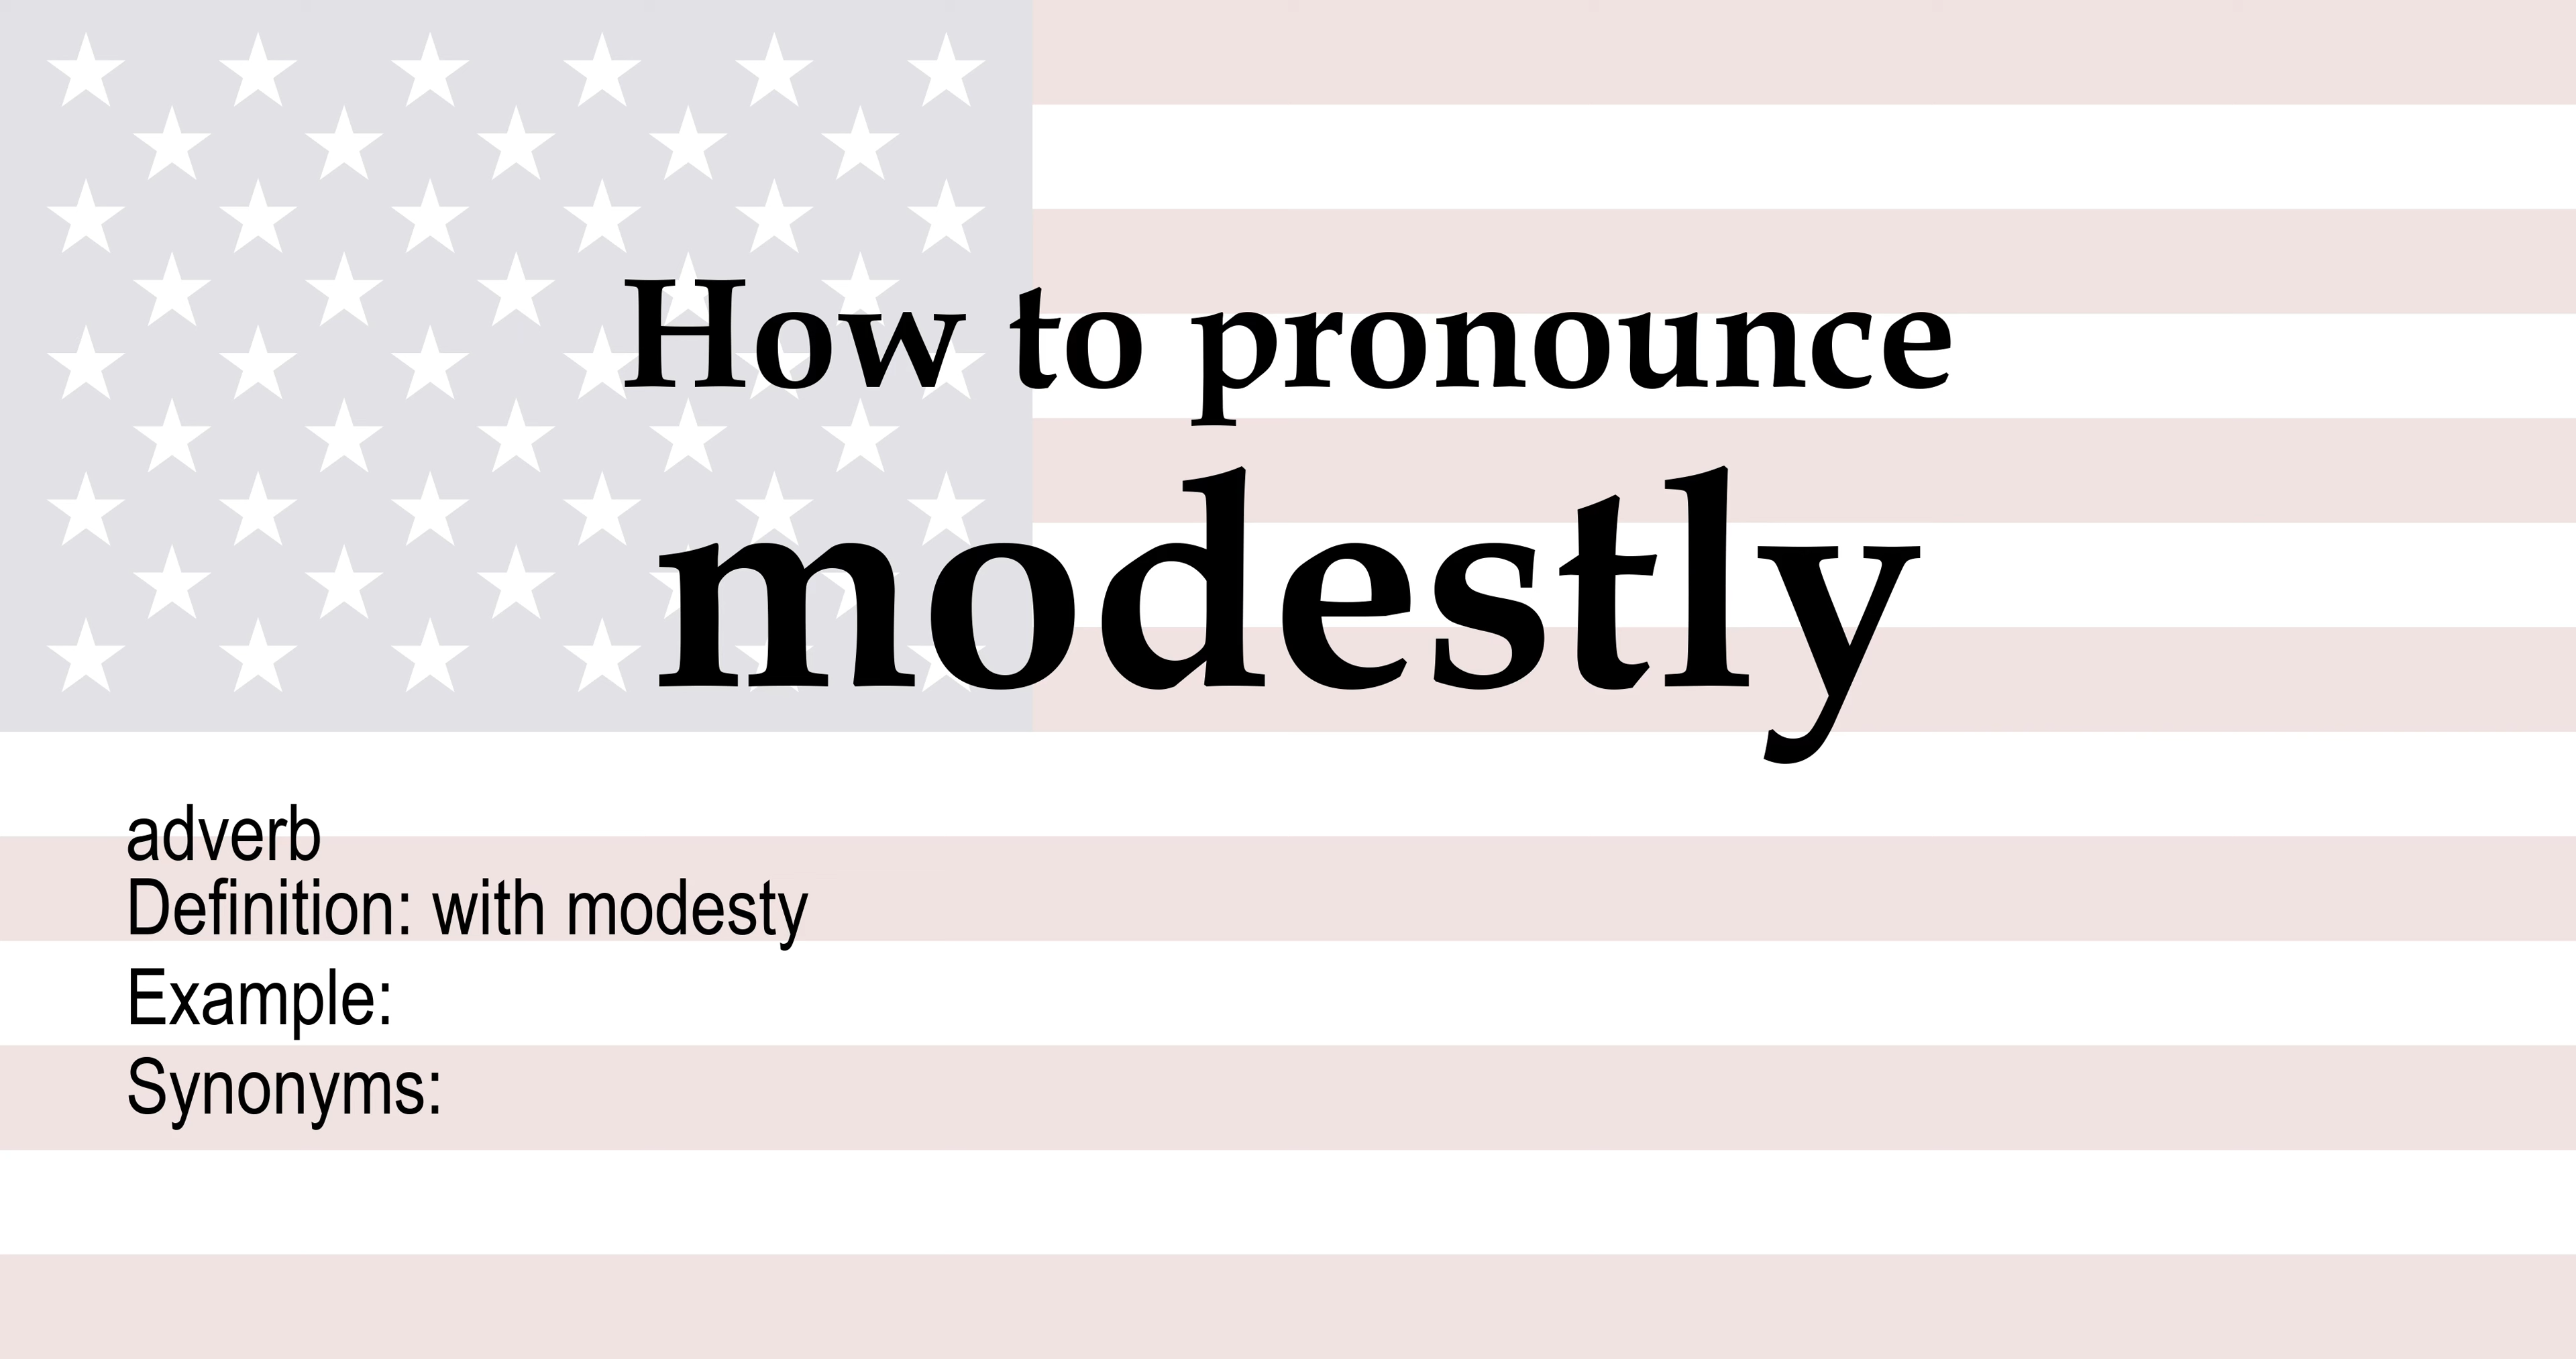 How to pronounce
modestly
adverb
Definition: with modesty
Example:
Synonyms: